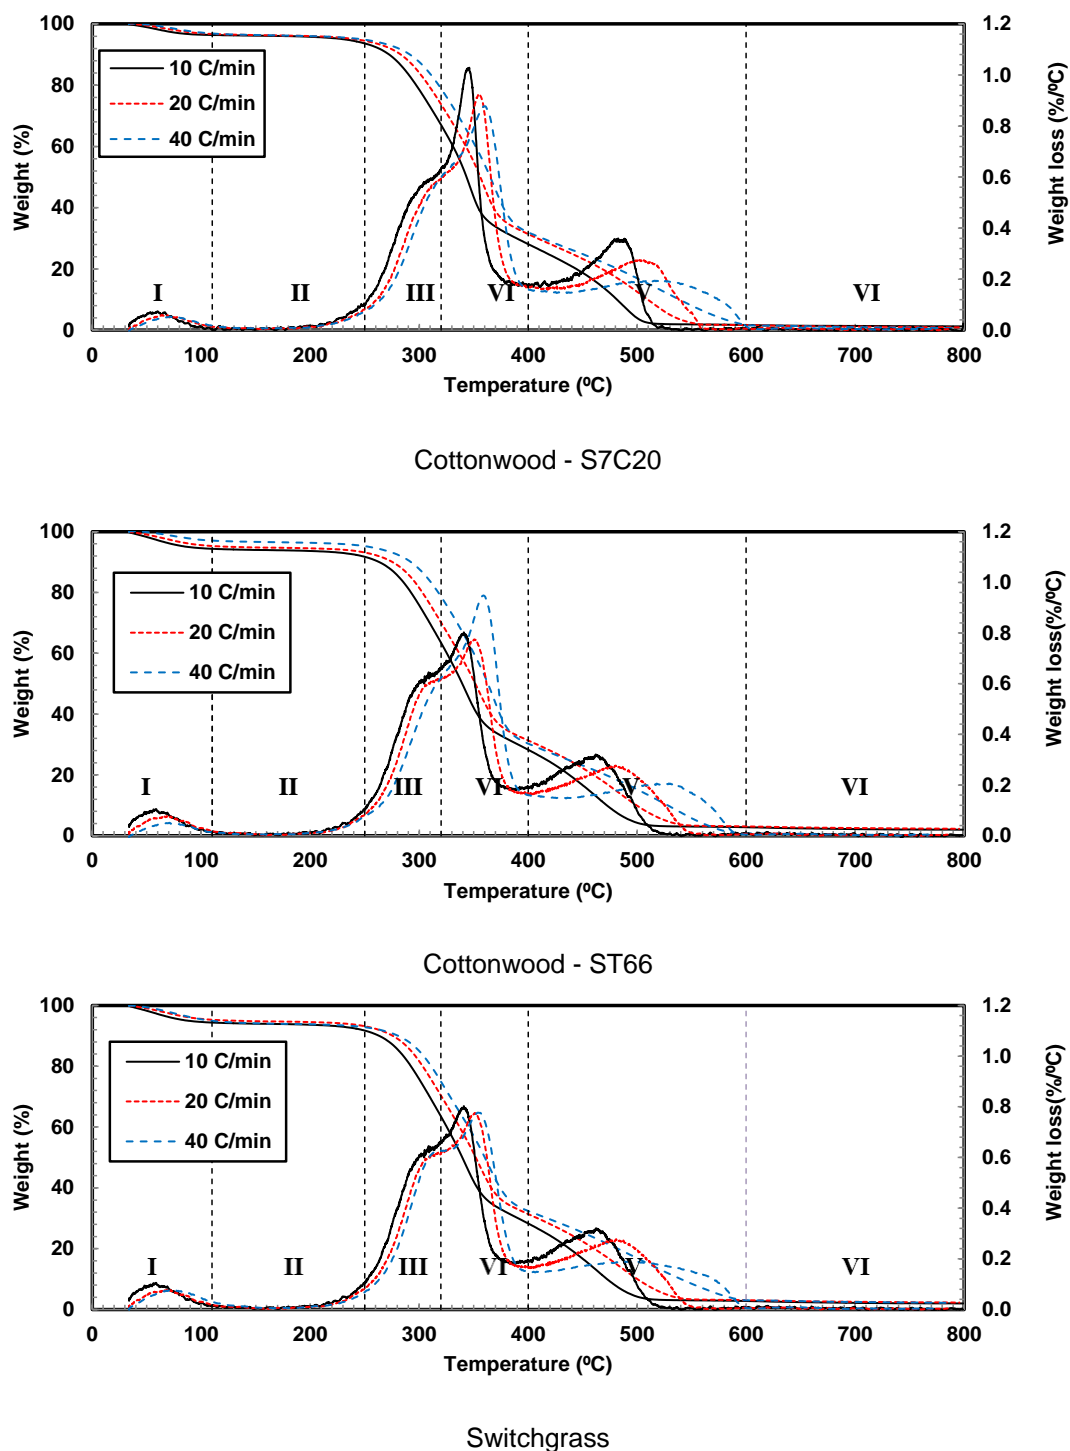 100
80
60
40
20
0
Weight (%)
10 C/min
20 C/min
40 C/min
I
II
III
VI
V
VI
1.2
1.0
0.8
0.6
0.4
0.2
0.0
Weight loss (%/ºC)
0 100 200 300 400 500 600 700 800
Temperature (ºC)
Cottonwood - S7C20
100
80
60
40
20
0
Weight (%)
10 C/min
20 C/min
40 C/min
I
II
III
VI
V
VI
1.2
1.0
0.8
0.6
0.4
0.2
0.0
Weight loss(%/ºC)
0 100 200 300 400 500 600 700 800
Temperature (ºC)
Cottonwood - ST66
100
80
60
40
20
0
Weight (%)
10 C/min
20 C/min
40 C/min
I
II
III
VI
V
VI
1.2
1.0
0.8
0.6
0.4
0.2
0.0
Weight loss(%/ºC)
0 100 200 300 400 500 600 700 800
Temperature (ºC)
Switchgrass